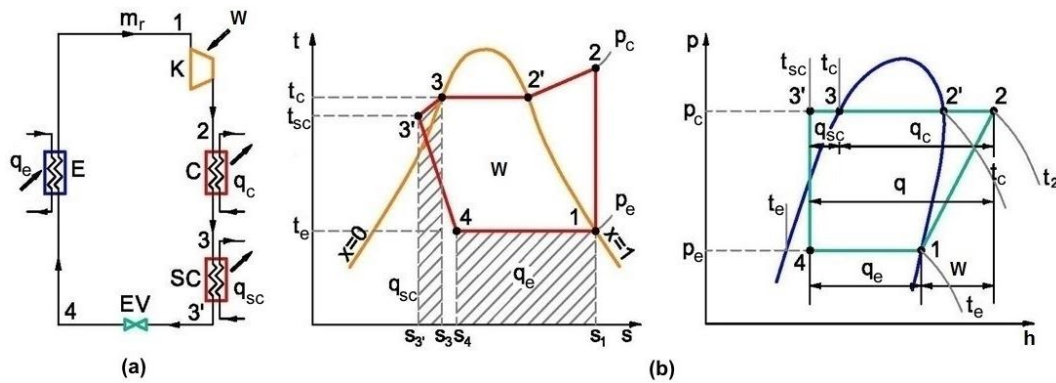 m_r 1 w
K
2
q_e E C q_c
3
SC q_sc
4 EV 3'
(a)
t p_c
2
t_c 3 2'
t_sc
3'
w
p_e
t_e 4 1
x=0 x=1
q_sc q_e
s_3' s_3 s_4 s_1 s
p
t_sc t_c
3' 3 2' 2
p_c
q_sc q_c
t_c t_2
q
t_e
p_e 4 1
q_e w
t_e
h
(b)